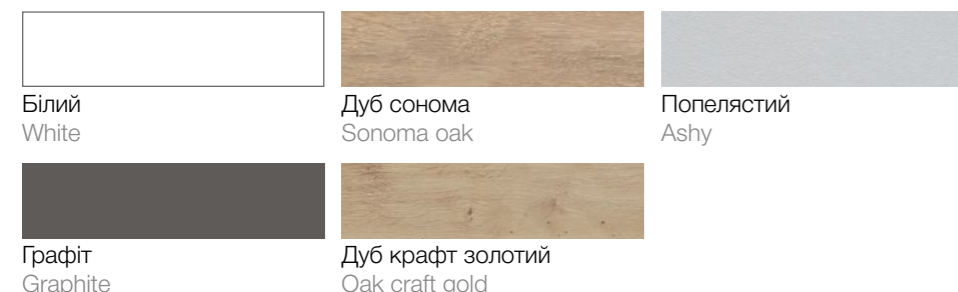 Білий
White
Дуб сонома
Sonoma oak
Попелястий
Ashy
Графіт
Graphite
Дуб крафт золотий
Oak craft gold